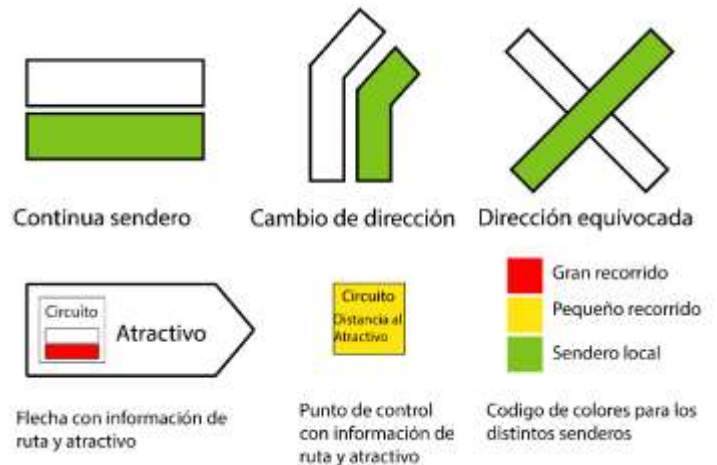 Continua sendero
Cambio de dirección
Dirección equivocada
Circuito
Atractivo
Flecha con información de
ruta y atractivo
Circuito
Distancia al
Atractivo
Punto de control
con información de
ruta y atractivo
Gran recorrido
Pequeño recorrido
Sendero local
Codigo de colores para los
distintos senderos